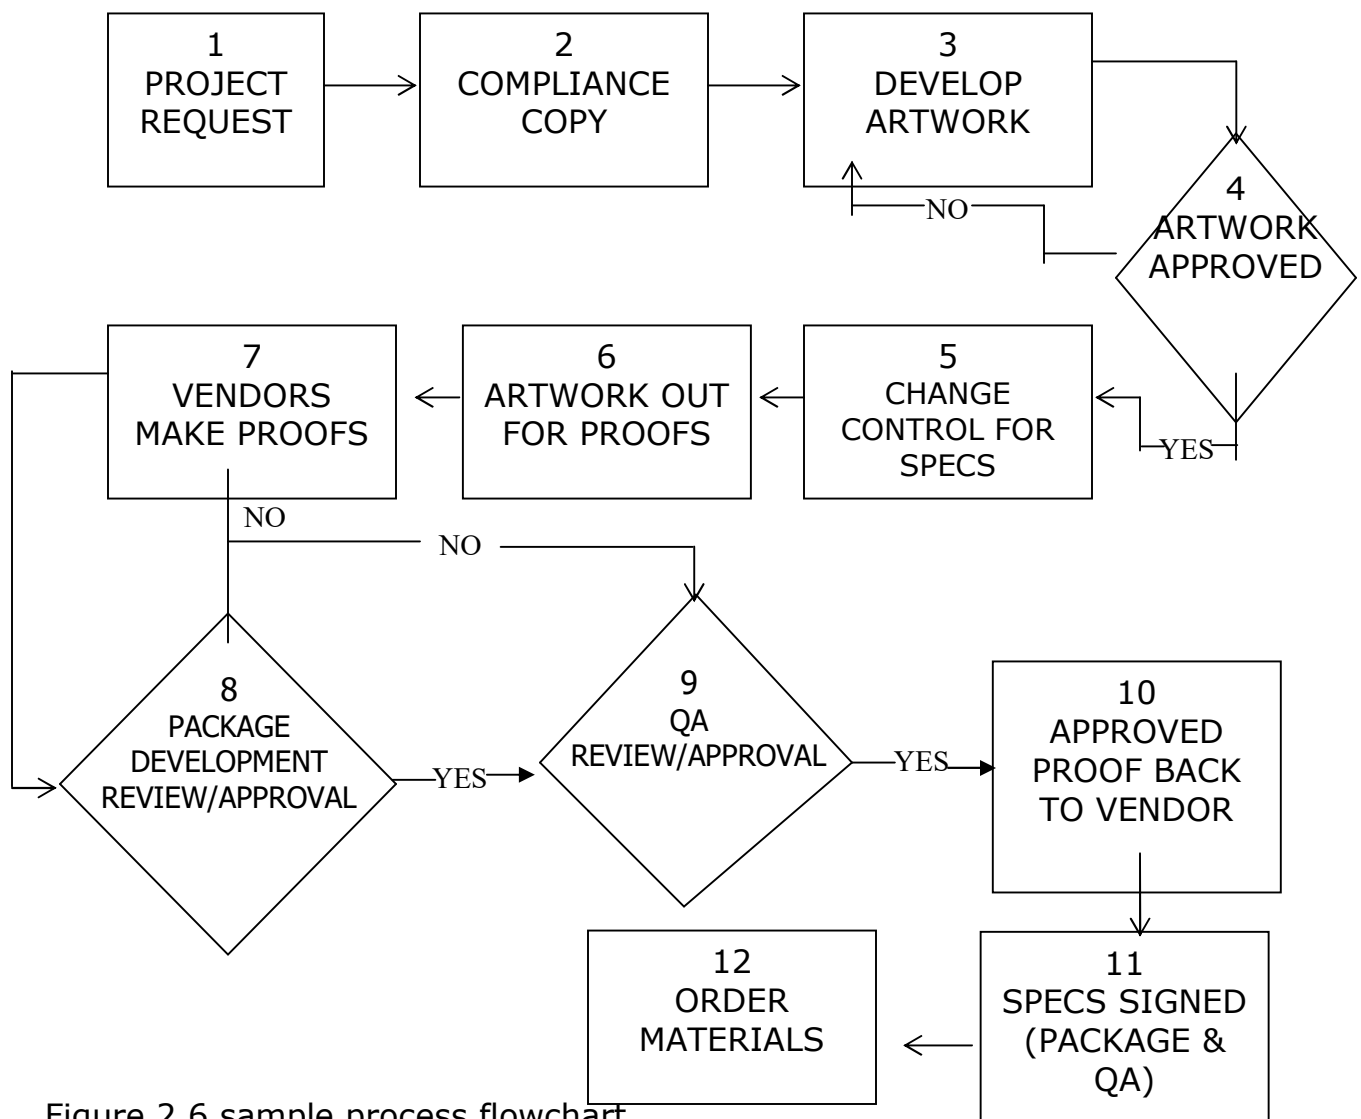 1
PROJECT
REQUEST
2
COMPLIANCE
COPY
3
DEVELOP
ARTWORK
4
ARTWORK
APPROVED
NO
YES
5
CHANGE
CONTROL FOR
SPECS
6
ARTWORK OUT
FOR PROOFS
7
VENDORS
MAKE PROOFS
NO
NO
8
PACKAGE
DEVELOPMENT
REVIEW/APPROVAL
YES
9
QA
REVIEW/APPROVAL
YES
10
APPROVED
PROOF BACK
TO VENDOR
11
SPECS SIGNED
(PACKAGE &
QA)
12
ORDER
MATERIALS
Figure 2.6 sample process flowchart